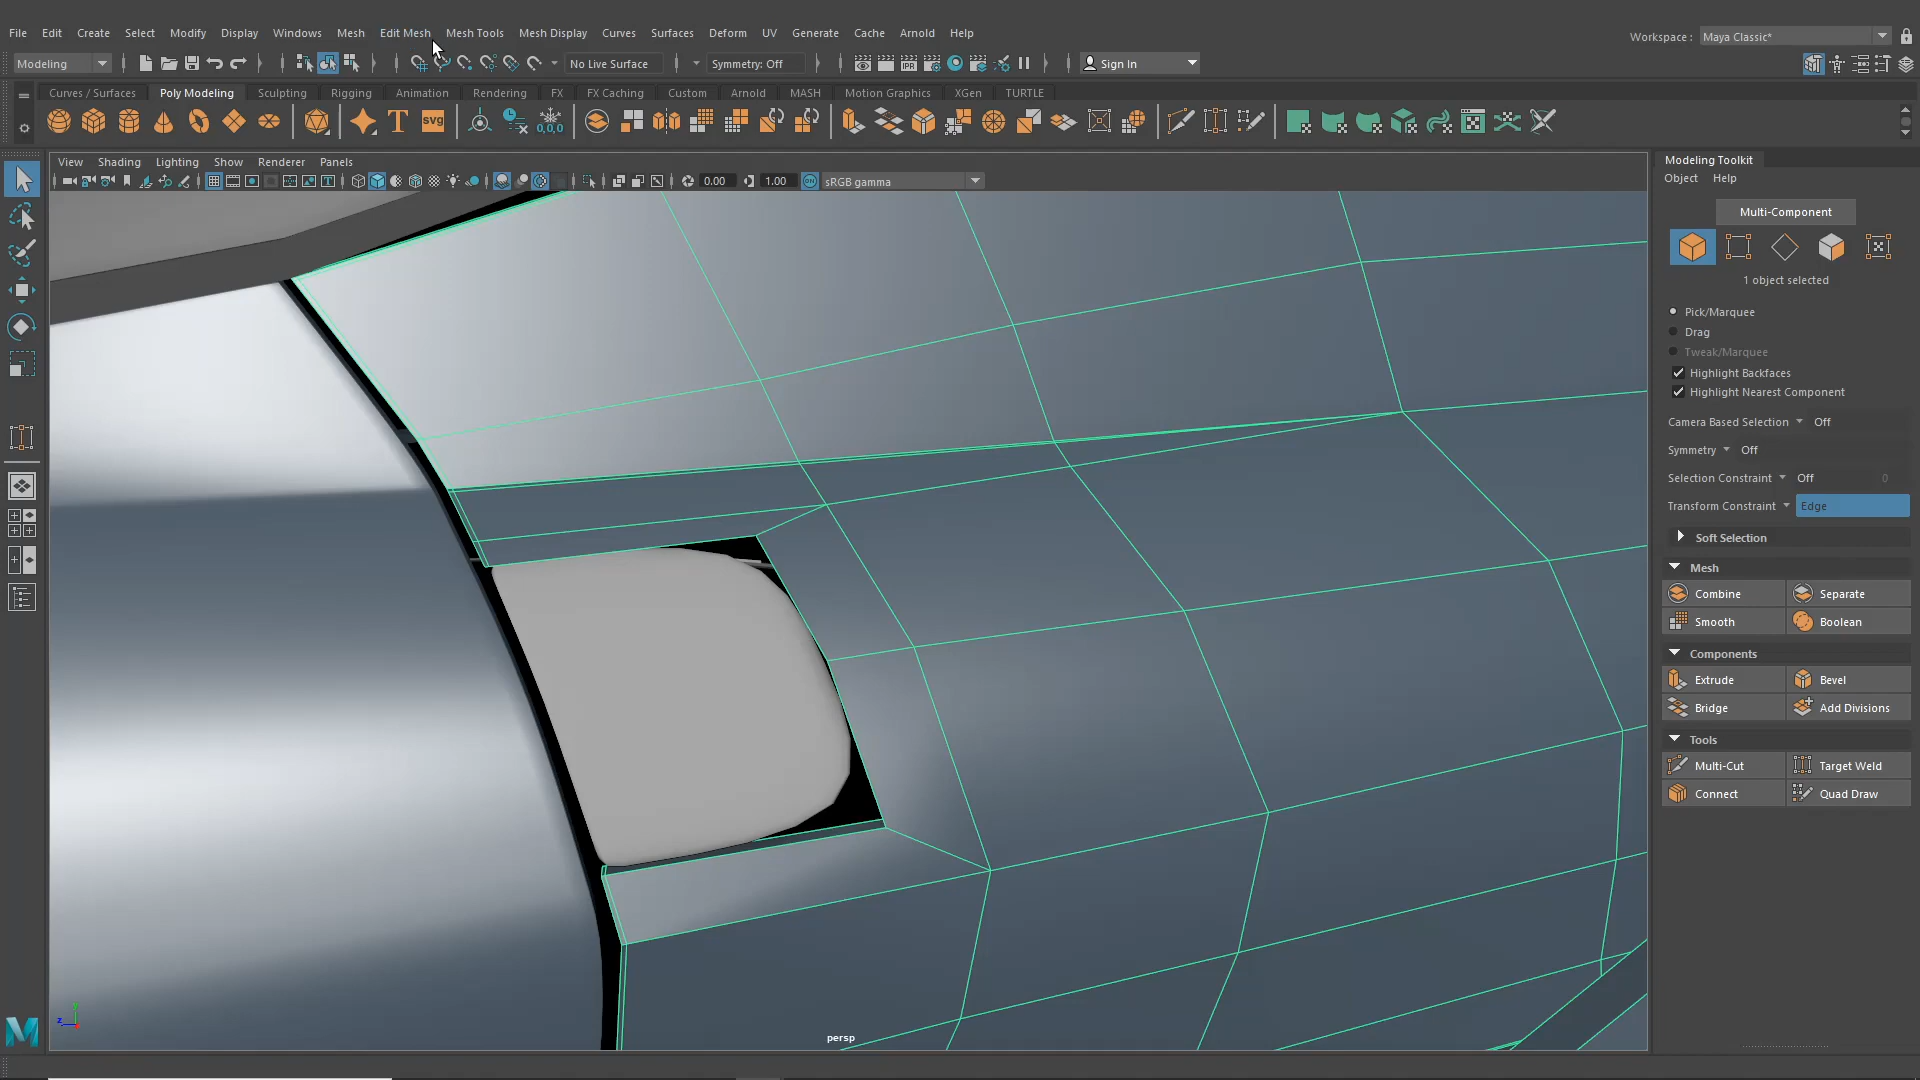 File Edit Create Select Modify Display Windows Mesh Edit Mesh Mesh Tools Mesh Display Curves Surfaces Deform UV Generate Cache Arnold Help
Workspace : Maya Classic*
Modeling No Live Surface Symmetry: Off Sign In
Curves / Surfaces Poly Modeling Sculpting Rigging Animation Rendering FX FX Caching Custom Arnold MASH Motion Graphics XGen TURTLE
T svg 0,0,0
View Shading Lighting Show Renderer Panels
0.00 1.00 ON sRGB gamma
Modeling Toolkit
Object Help
Multi-Component
1 object selected
Pick/Marquee
Drag
Tweak/Marquee
Highlight Backfaces
Highlight Nearest Component
Camera Based Selection Off
Symmetry Off
Selection Constraint Off 0
Transform Constraint Edge
Soft Selection
Mesh
Combine Separate
Smooth Boolean
Components
Extrude Bevel
Bridge Add Divisions
Tools
Multi-Cut Target Weld
Connect Quad Draw
persp